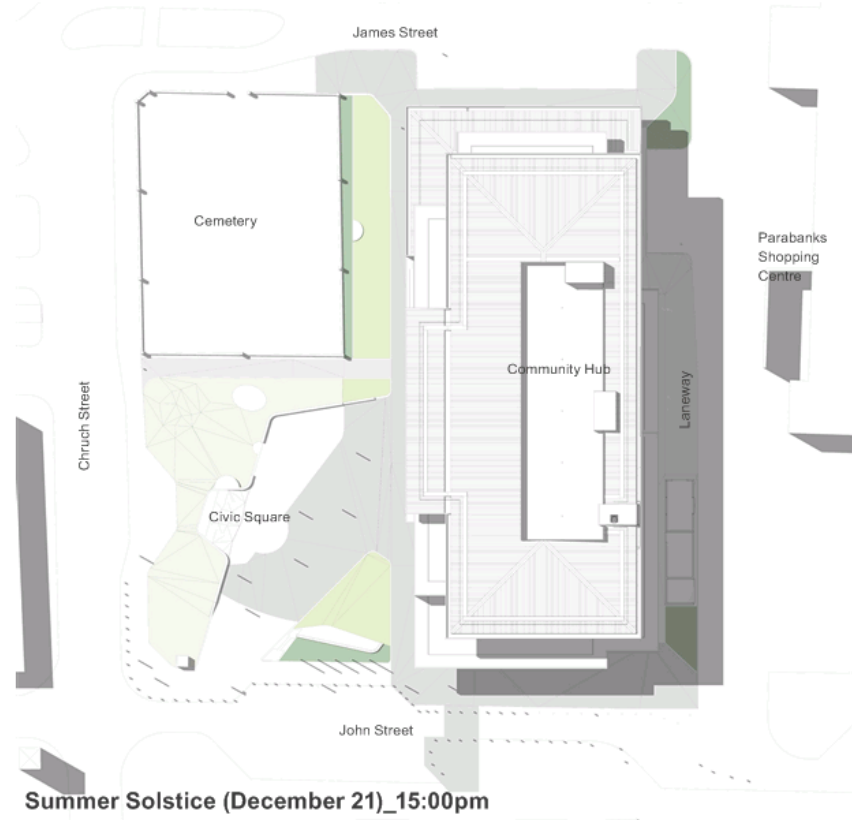 James Street
Cemetery
Parabanks
Shopping
Centre
Community Hub
Laneway
Chruch Street
Civic Square
John Street
Summer Solstice (December 21)_15:00pm